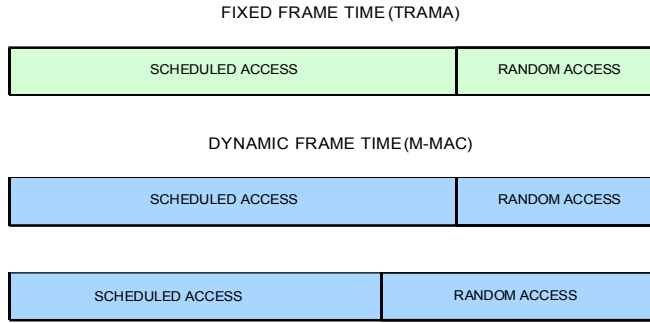 FIXED FRAME TIME (TRAMA)
SCHEDULED ACCESS RANDOM ACCESS
DYNAMIC FRAME TIME (M-MAC)
SCHEDULED ACCESS RANDOM ACCESS
SCHEDULED ACCESS RANDOM ACCESS